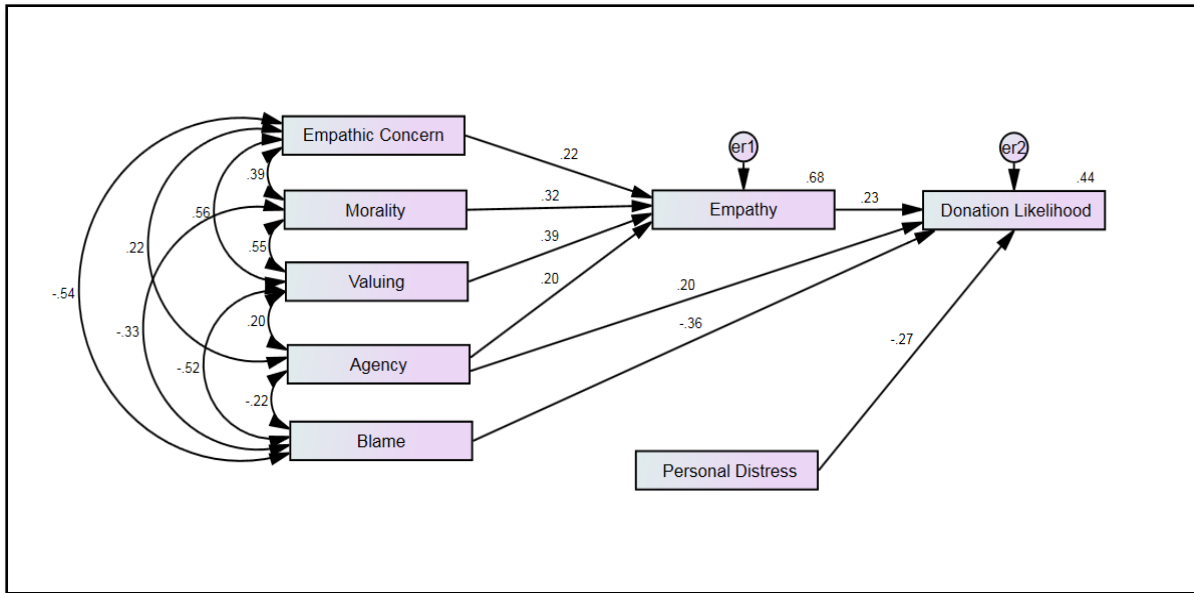 Empathic Concern
Morality
Valuing
Agency
Blame
Personal Distress
Empathy
Donation Likelihood
er1
er2
.68
.44
.22
.32
.39
.20
.23
.20
-.36
-.27
.39
.56
.55
.22
-.54
-.33
.20
-.52
-.22